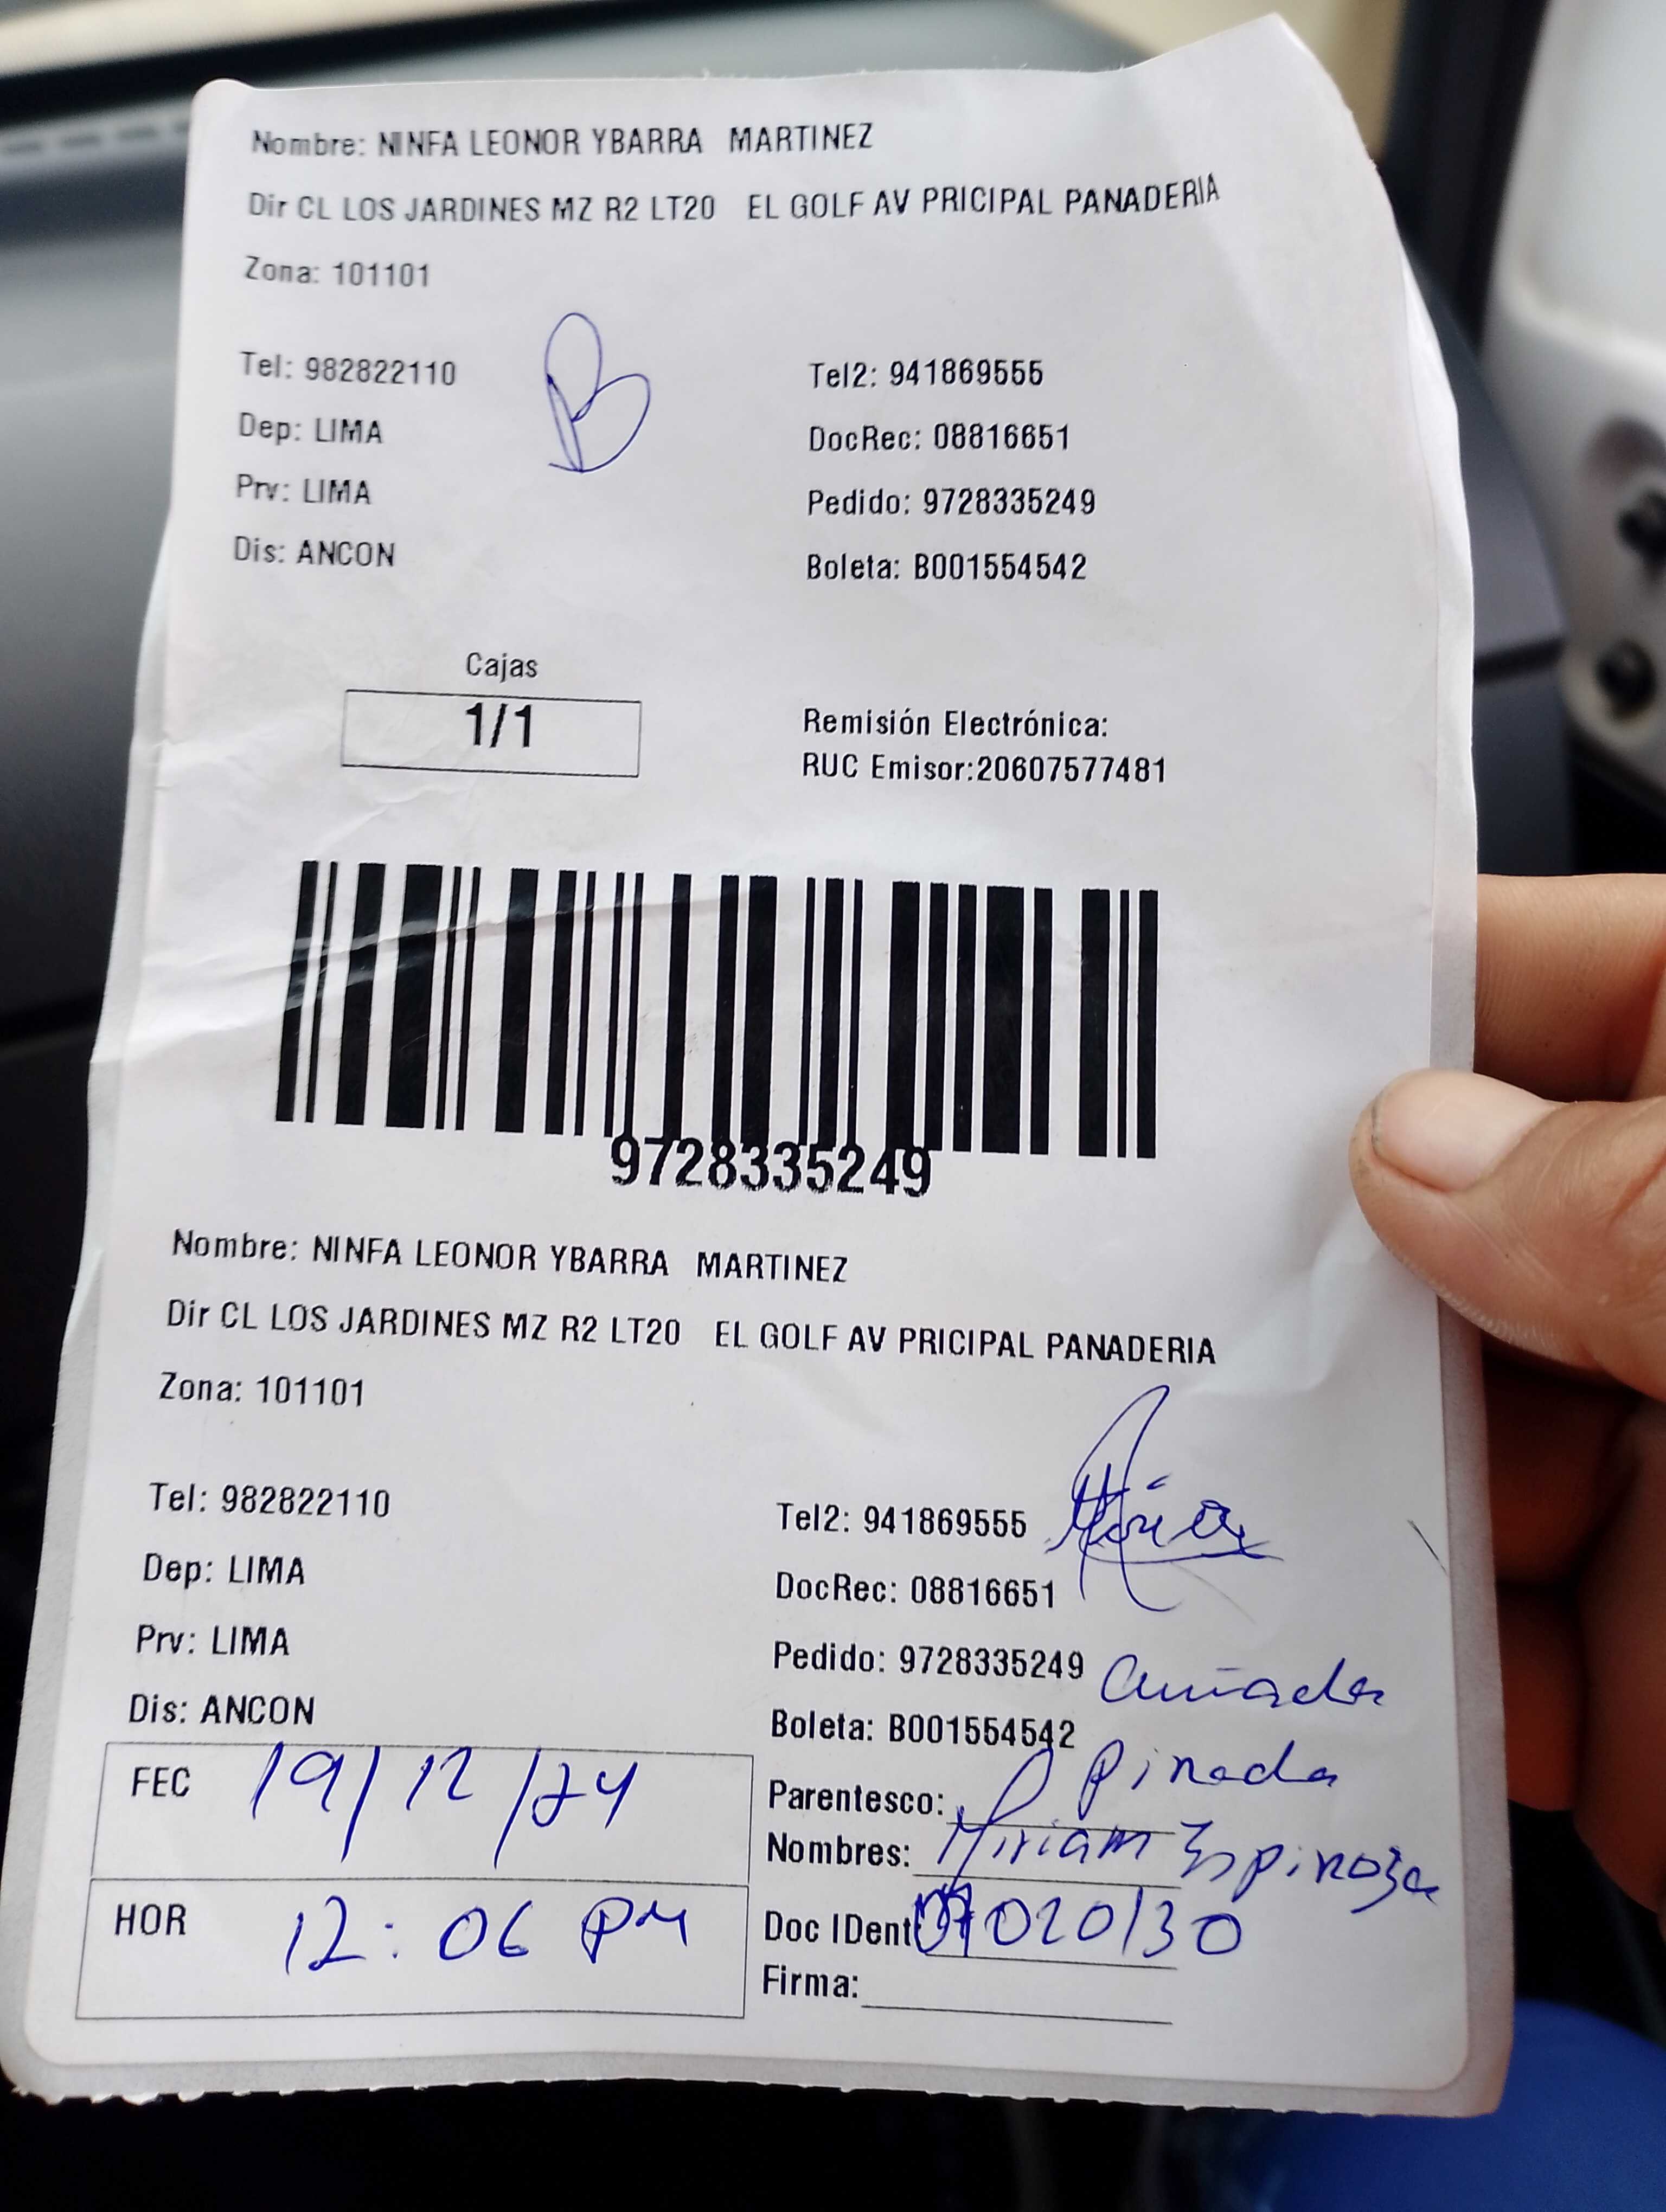 Nombre: NINFA LEONOR YBARRA MARTINEZ
Dir CL LOS JARDINES MZ R2 LT20 EL GOLF AV PRICIPAL PANADERIA
Zona: 101101
Tel: 982822110 Tel2: 941869555
Dep: LIMA DocRec: 08816651
Prv: LIMA Pedido: 9728335249
Dis: ANCON Boleta: B001554542
B
Cajas
1/1
Remisión Electrónica:
RUC Emisor:20607577481
9728335249
Nombre: NINFA LEONOR YBARRA MARTINEZ
Dir CL LOS JARDINES MZ R2 LT20 EL GOLF AV PRICIPAL PANADERIA
Zona: 101101
Tel: 982822110 Tel2: 941869555
Dep: LIMA DocRec: 08816651
Prv: LIMA Pedido: 9728335249 Cuñada
Dis: ANCON Boleta: B001554542
FEC 19/12/24
Parentesco: Pineda
Nombres: Miriam Espinoza
HOR 12:06 PM
Doc IDent: 020130
Firma: